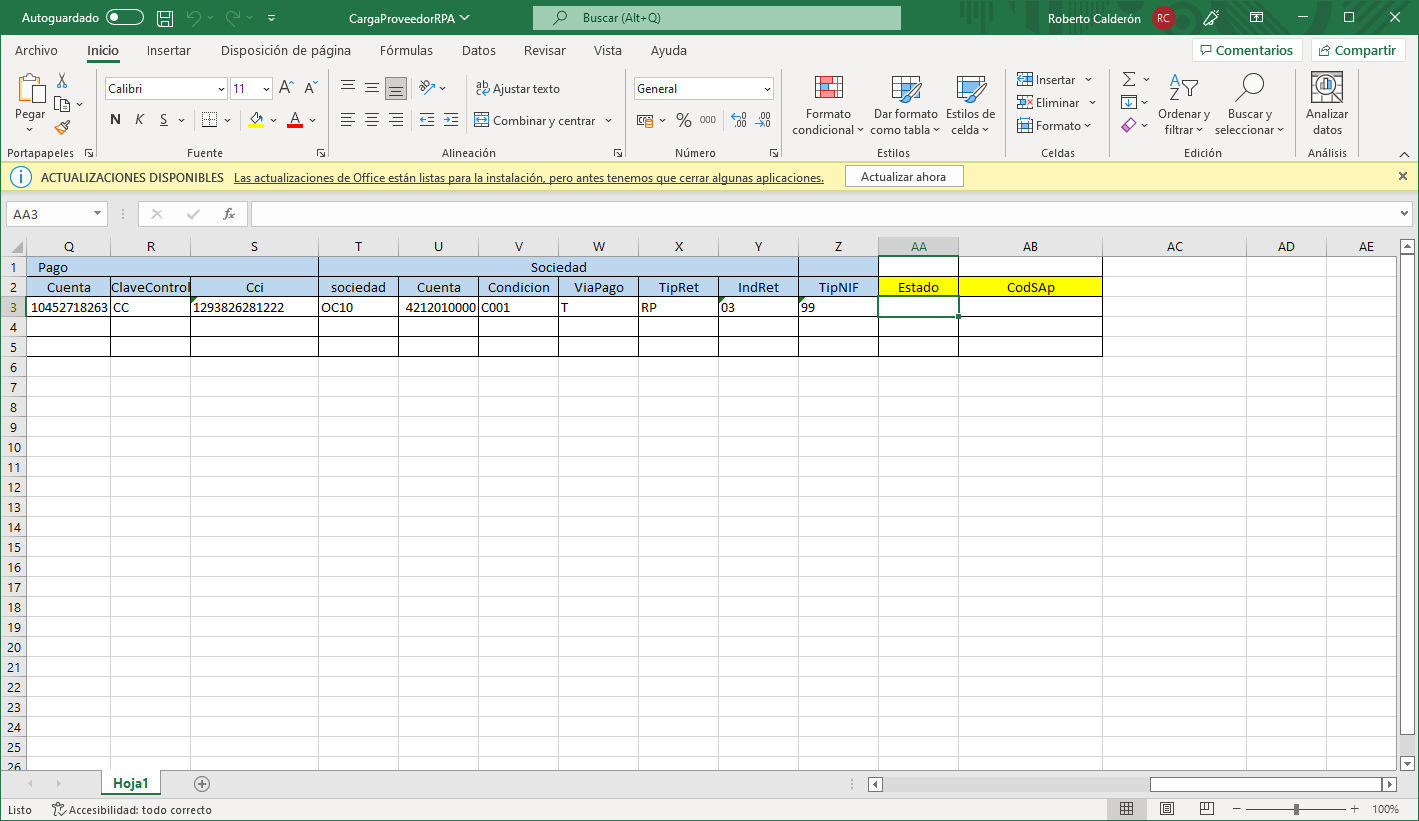 Autoguardado CargaProveedorRPA Buscar (Alt+Q) Roberto Calderón RC
Archivo Inicio Insertar Disposición de página Fórmulas Datos Revisar Vista Ayuda Comentarios Compartir
Pegar
Portapapeles
Calibri 11
N K S
Fuente
Ajustar texto
Combinar y centrar
Alineación
General
% 000
Número
Formato condicional
Dar formato como tabla
Estilos de celda
Estilos
Insertar
Eliminar
Formato
Celdas
Ordenar y filtrar
Buscar y seleccionar
Edición
Analizar datos
Análisis
ACTUALIZACIONES DISPONIBLES Las actualizaciones de Office están listas para la instalación, pero antes tenemos que cerrar algunas aplicaciones. Actualizar ahora
AA3 fx
Q R S T U V W X Y Z AA AB AC AD AE
1 Pago Sociedad
2 Cuenta ClaveControl Cci sociedad Cuenta Condicion ViaPago TipRet IndRet TipNIF Estado CodSAp
3 10452718263 CC 1293826281222 OC10 4212010000 C001 T RP 03 99
4
5
6
7
8
9
10
11
12
13
14
15
16
17
18
19
20
21
22
23
24
25
26
Hoja1
Listo Accesibilidad: todo correcto 100%